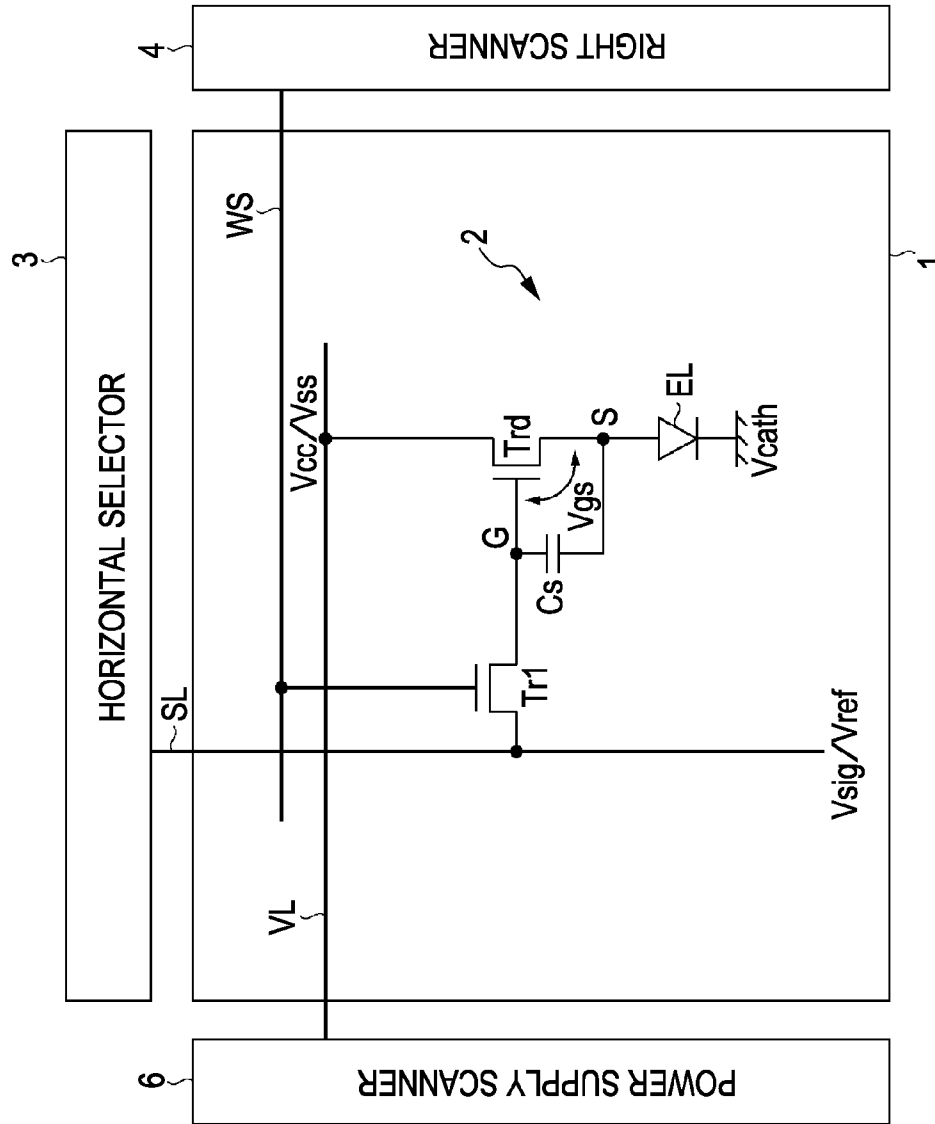 3
HORIZONTAL SELECTOR
6
POWER SUPPLY SCANNER
4
RIGHT SCANNER
SL
VL
WS
Vcc/Vss
2
Tr1
G
Trd
Cs
Vgs
S
EL
Vcath
Vsig/Vref
1